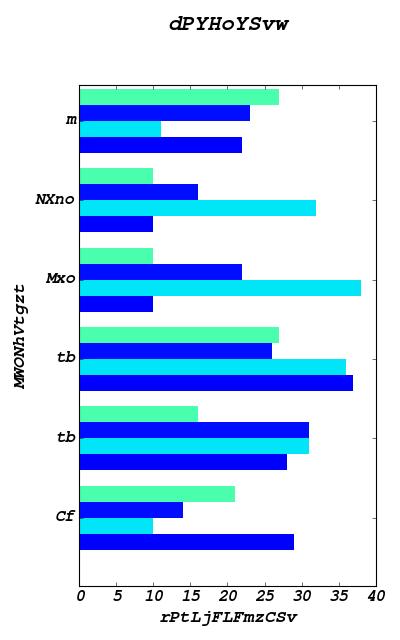 dPYHoYSvw
m
NXno
Mxo
tb
tb
Cf
MWONhVtgzt
0 5 10 15 20 25 30 35 40
rPtLjFLFmzCSv